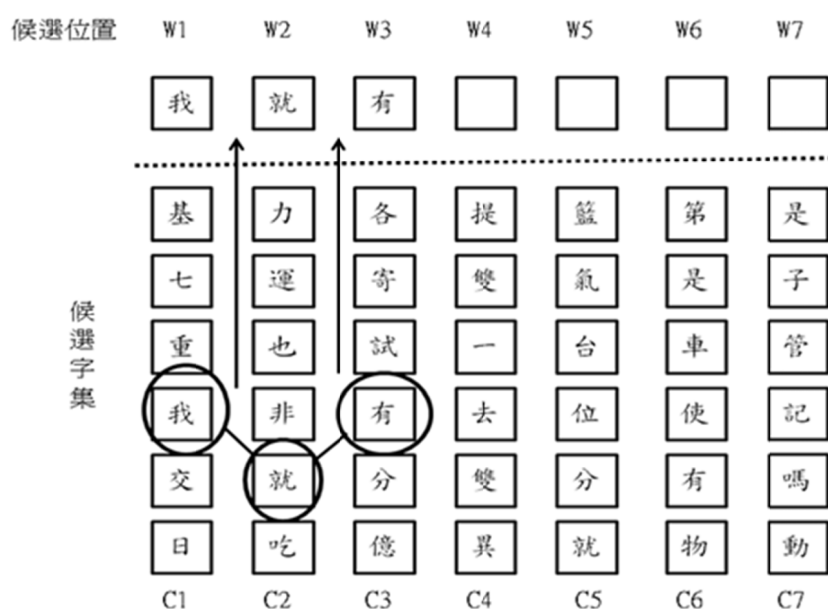 候選位置 W1 W2 W3 W4 W5 W6 W7
我 就 有
基 力 各 提 籃 第 是
七 運 寄 雙 氣 是 子
重 也 試 一 台 車 管
我 非 有 去 位 使 記
交 就 分 雙 分 有 嗎
日 吃 億 異 就 物 動
候選字集
C1 C2 C3 C4 C5 C6 C7